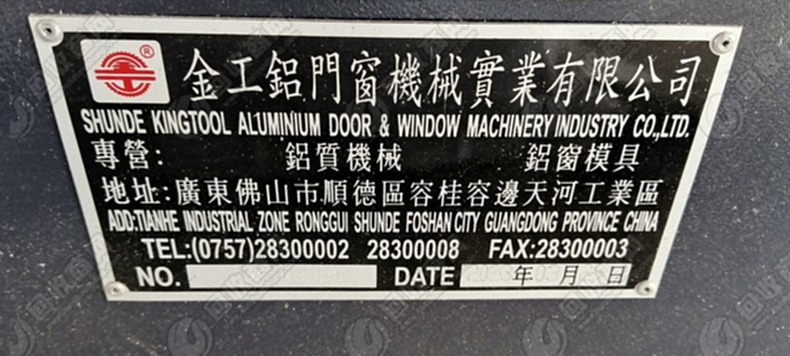 金工鋁門窗機械實業有限公司
SHUNDE KINGTOOL ALUMINIUM DOOR & WINDOW MACHINERY INDUSTRY CO.,LTD.
專營: 鋁質機械 鋁窗模具
地址:廣東佛山市順德區容桂容邊天河工業區
ADD:TIANHE INDUSTRIAL ZONE RONGGUI SHUNDE FOSHAN CITY GUANGDONG PROVINCE CHINA
TEL:(0757)28300002 28300008 FAX:28300003
NO. DATE 年 月 日